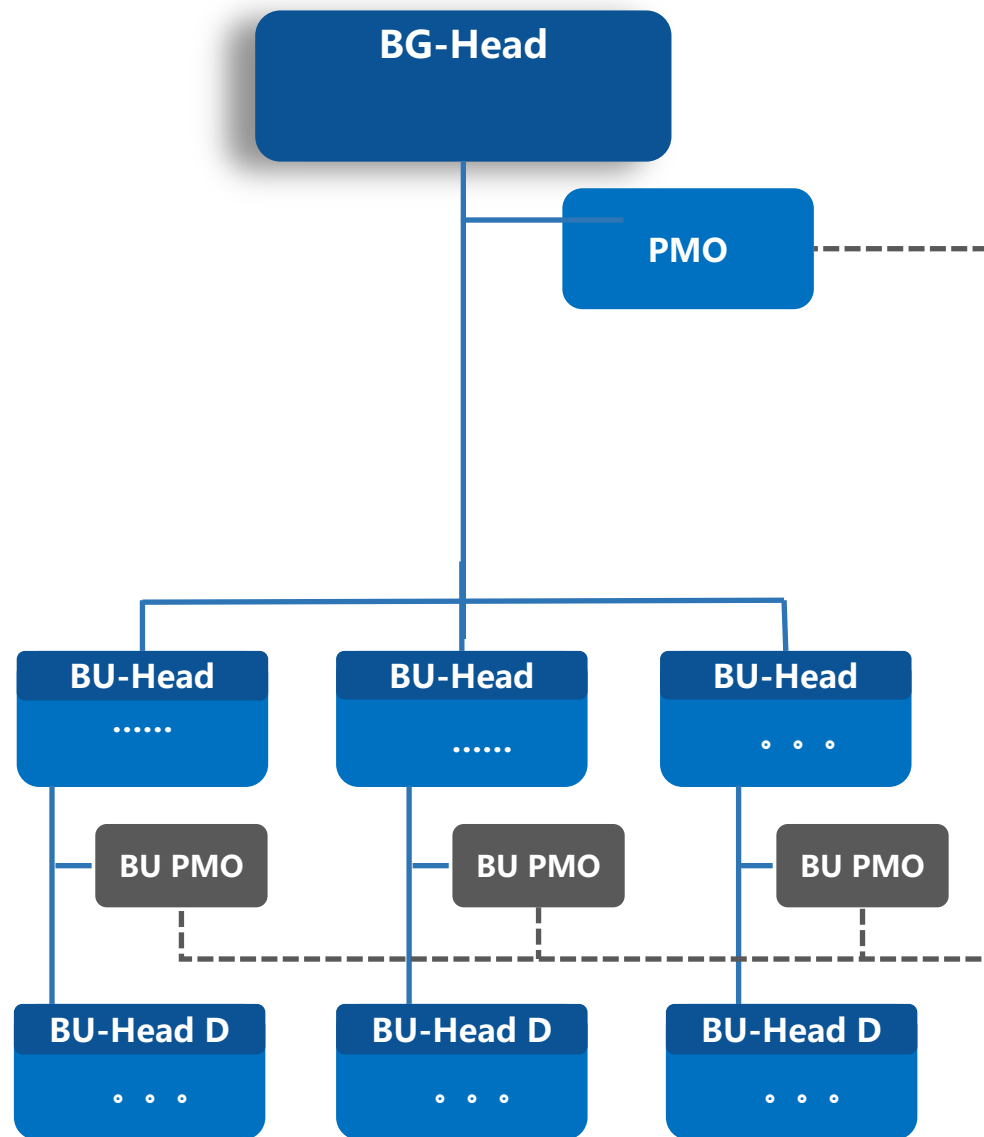 BG-Head
PMO
BU-Head
......
BU-Head
......
BU-Head
。。。
BU PMO
BU PMO
BU PMO
BU-Head D
。。。
BU-Head D
。。。
BU-Head D
。。。